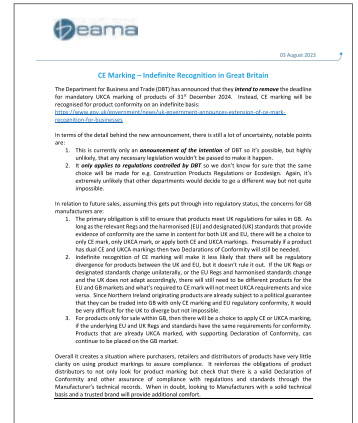 beama
03 August 2023
CE Marking – Indefinite Recognition in Great Britain
The Department for Business and Trade (DBT) has announced that they intend to remove the deadline
for mandatory UKCA marking of products of 31st December 2024. Instead, CE marking will be
recognised for product conformity on an indefinite basis:
https://www.gov.uk/government/news/uk-government-announces-extension-of-ce-mark-
recognition-for-businesses
In terms of the detail behind the new announcement, there is still a lot of uncertainty, notable points
are:
1. This is currently only an announcement of the intention of DBT so it's possible, but highly
unlikely, that any necessary legislation wouldn't be passed to make it happen.
2. It only applies to regulations controlled by DBT so we don't know for sure that the same
choice will be made for e.g. Construction Products Regulations or Ecodesign. Again, it's
extremely unlikely that other departments would decide to go a different way but not quite
impossible.
In relation to future sales, assuming this gets put through into regulatory status, the concerns for GB
manufacturers are:
1. The primary obligation is still to ensure that products meet UK regulations for sales in GB. As
long as the relevant Regs and the harmonised (EU) and designated (UK) standards that provide
evidence of conformity are the same in content for both UK and EU, there will be a choice to
only CE mark, only UKCA mark, or apply both CE and UKCA markings. Presumably if a product
has dual CE and UKCA markings then two Declarations of Conformity will still be needed.
2. Indefinite recognition of CE marking will make it less likely that there will be regulatory
divergence for products between the UK and EU, but it doesn't rule it out. If the UK Regs or
designated standards change unilaterally, or the EU Regs and harmonised standards change
and the UK does not adapt accordingly, there will still need to be different products for the
EU and GB markets and what's required to CE mark will not meet UKCA requirements and vice
versa. Since Northern Ireland originating products are already subject to a political guarantee
that they can be traded into GB with only CE marking and EU regulatory conformity, it would
be very difficult for the UK to diverge but not impossible.
3. For products only for sale within GB, then there will be a choice to apply CE or UKCA marking,
if the underlying EU and UK Regs and standards have the same requirements for conformity.
Products that are already UKCA marked, with supporting Declaration of Conformity, can
continue to be placed on the GB market.
Overall it creates a situation where purchasers, retailers and distributors of products have very little
clarity on using product markings to assure compliance. It reinforces the obligations of product
distributors to not only look for product marking but check that there is a valid Declaration of
Conformity and other assurance of compliance with regulations and standards through the
Manufacturer's technical records. When in doubt, looking to Manufacturers with a solid technical
basis and a trusted brand will provide additional comfort.